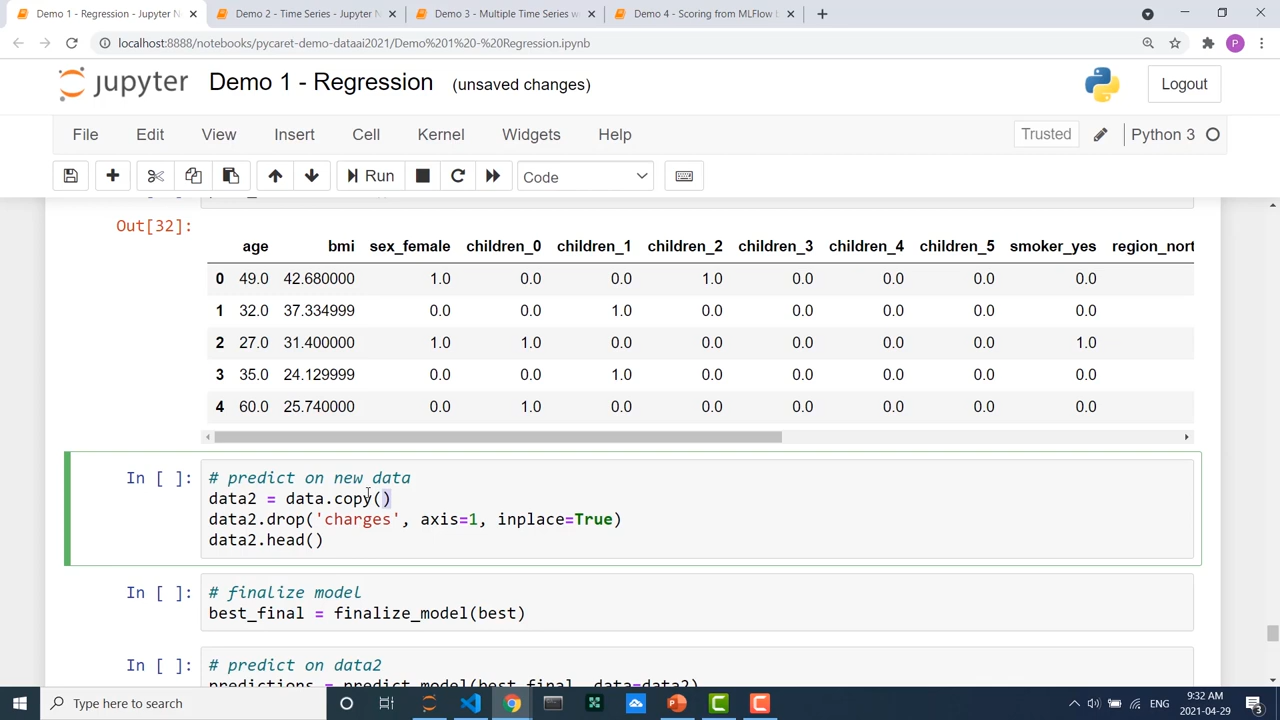 Demo 1 - Regression - Jupyter N
Demo 2 - Time Series - Jupyter N
Demo 3 - Multiple Time Series w
Demo 4 - Scoring from MLFlow L
localhost:8888/notebooks/pycaret-demo-dataai2021/Demo%201%20-%20Regression.ipynb
P
jupyter Demo 1 - Regression (unsaved changes)
Logout
File Edit View Insert Cell Kernel Widgets Help
Trusted Python 3
Run Code
Out[32]:
age bmi sex_female children_0 children_1 children_2 children_3 children_4 children_5 smoker_yes region_nort
0 49.0 42.680000 1.0 0.0 0.0 1.0 0.0 0.0 0.0 0.0
1 32.0 37.334999 0.0 0.0 1.0 0.0 0.0 0.0 0.0 0.0
2 27.0 31.400000 1.0 1.0 0.0 0.0 0.0 0.0 0.0 1.0
3 35.0 24.129999 0.0 0.0 1.0 0.0 0.0 0.0 0.0 0.0
4 60.0 25.740000 0.0 1.0 0.0 0.0 0.0 0.0 0.0 0.0
In [ ]: # predict on new data
data2 = data.copy()
data2.drop('charges', axis=1, inplace=True)
data2.head()
In [ ]: # finalize model
best_final = finalize_model(best)
In [ ]: # predict on data2
predictions = predict_model(best_final, data=data2)
Type here to search
9:32 AM
2021-04-29
3